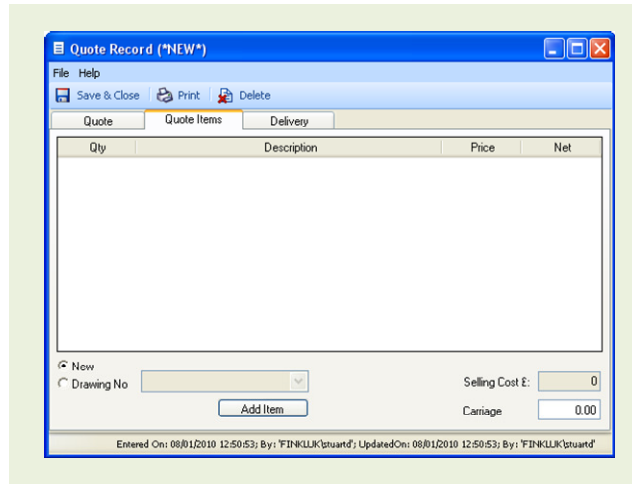 Quote Record (*NEW*)
File Help
Save & Close Print Delete
Quote Quote Items Delivery
Qty Description Price Net
New
Drawing No Selling Cost £: 0
Add Item Carriage 0.00
Entered On: 08/01/2010 12:50:53; By: 'FINKLUK\stuartd'; UpdatedOn: 08/01/2010 12:50:53; By: 'FINKLUK\stuartd'